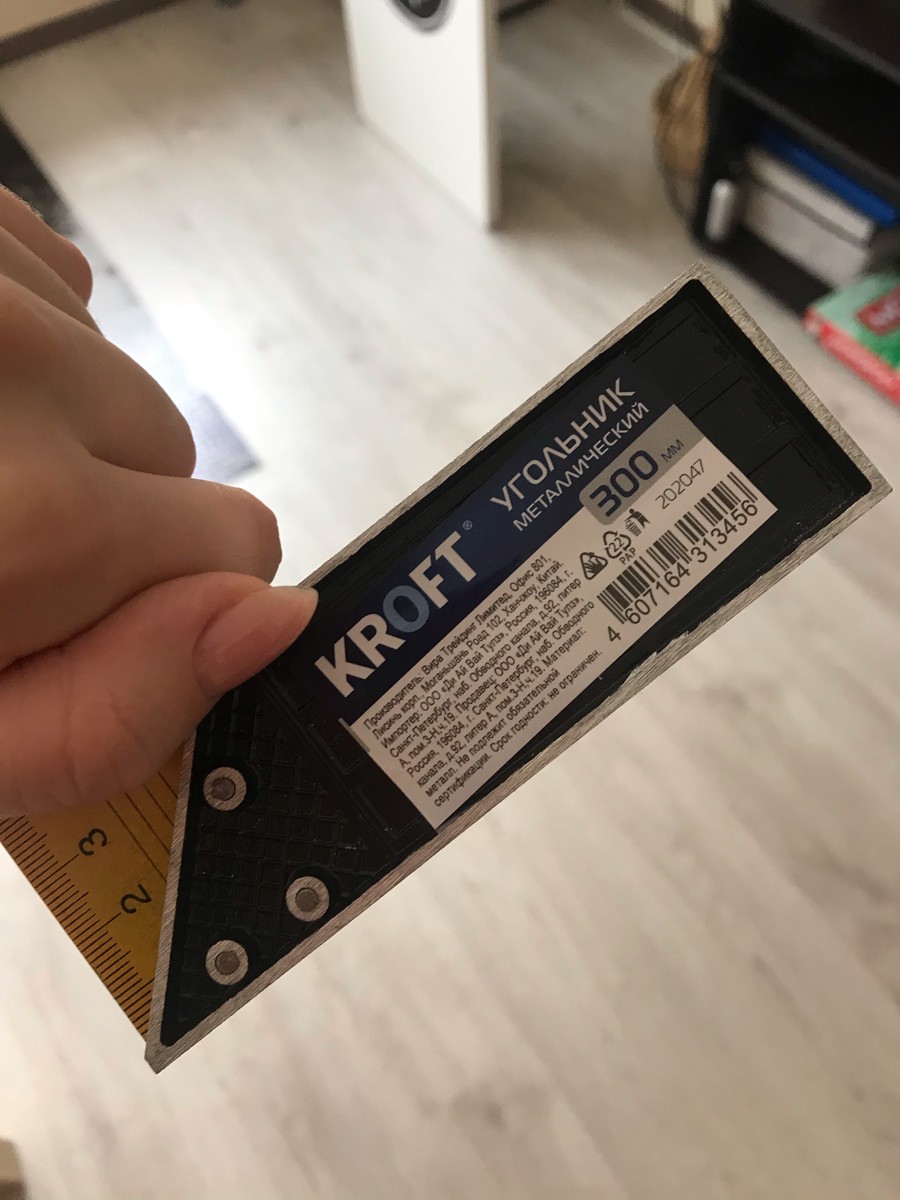 KROFT®
УГОЛЬНИК
МЕТАЛЛИЧЕСКИЙ
300 мм
202047
Производитель: Вира Трейдинг Лимитед, Офис 801,
Лисинь корп., Моганьшань Роад 102, Ханчжоу, Китай.
Импортер: ООО «Ди Ай Вай Тулз», Россия, 196084, г.
Санкт-Петербург, наб. Обводного канала, д.92, литер
А, пом.3-Н,ч.19. Продавец: ООО «Ди Ай Вай Тулз»,
Россия, 196084, г. Санкт-Петербург, наб. Обводного
канала, д.92, литер А, пом.3-Н,ч.19. Материал:
металл. Не подлежит обязательной
сертификации. Срок годности: не ограничен.
22
PAP
4 607164 313456
3
2